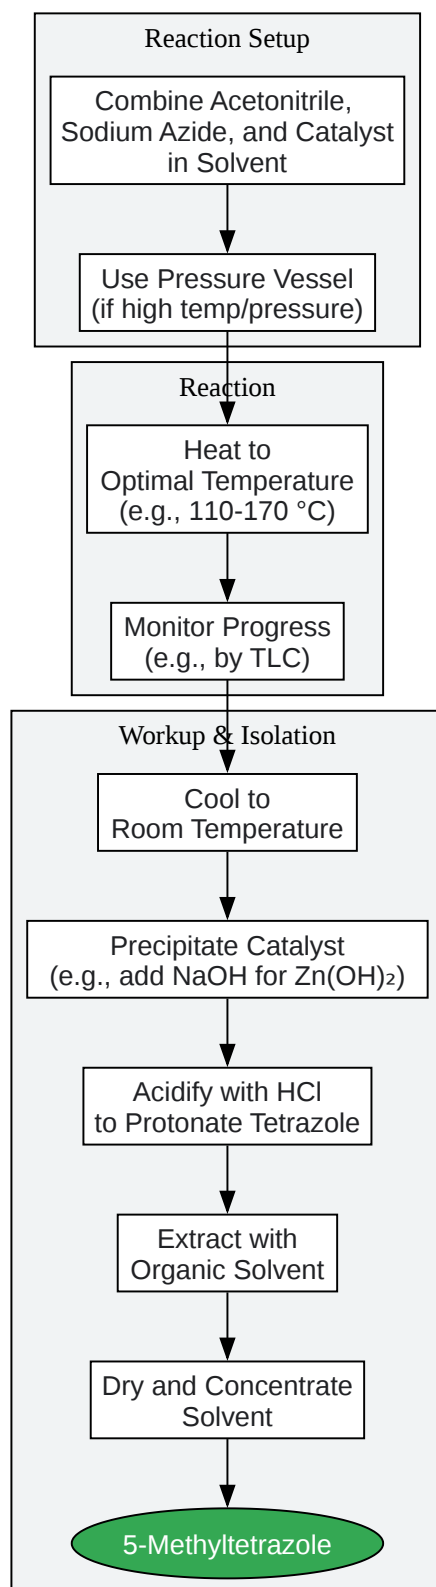 Reaction Setup
Combine Acetonitrile,
Sodium Azide, and Catalyst
in Solvent
Use Pressure Vessel
(if high temp/pressure)
Reaction
Heat to
Optimal Temperature
(e.g., 110-170 °C)
Monitor Progress
(e.g., by TLC)
Workup & Isolation
Cool to
Room Temperature
Precipitate Catalyst
(e.g., add NaOH for Zn(OH)₂)
Acidify with HCl
to Protonate Tetrazole
Extract with
Organic Solvent
Dry and Concentrate
Solvent
5-Methyltetrazole